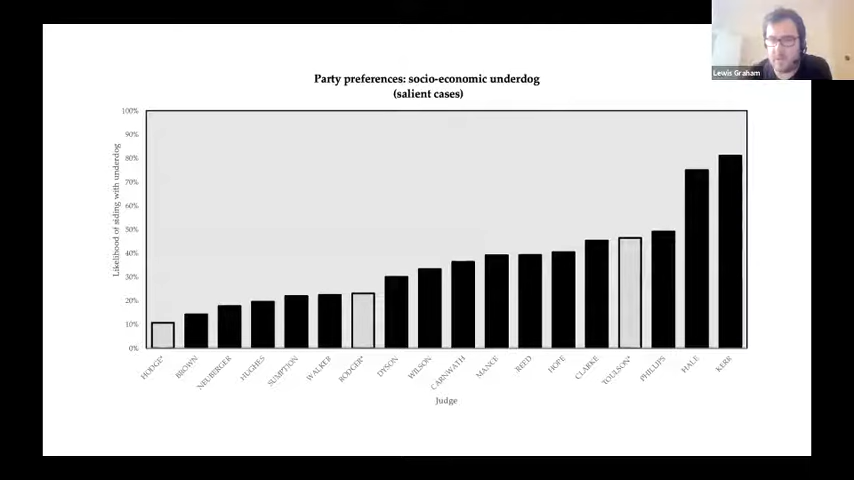 Lewis Graham
Party preferences: socio-economic underdog
(salient cases)
Likelihood of siding with underdog
100%
90%
80%
70%
60%
50%
40%
30%
20%
10%
0%
HODGE*
BROWN
NEUBERGER
HUGHES
SUMPTION
WALKER
RODGER*
DYSON
WILSON
CARNWATH
MANCE
REED
HOPE
CLARKE
TOULSON*
PHILLIPS
HALE
KERR
Judge